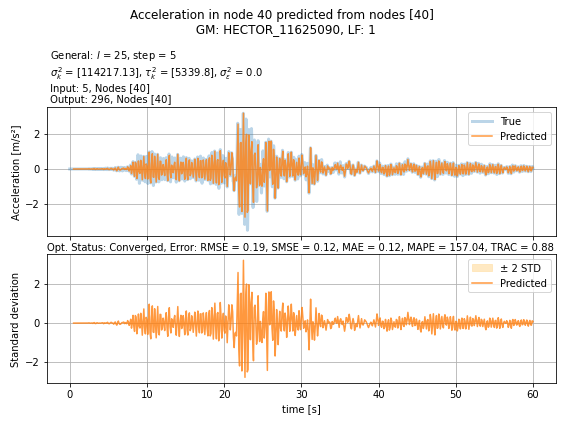 Acceleration in node 40 predicted from nodes [40]
GM: HECTOR_11625090, LF: 1
General: l = 25, step = 5
σ²ₖ = [114217.13], τ²ₖ = [5339.8], σ²ε = 0.0
Input: 5, Nodes [40]
Output: 296, Nodes [40]
Acceleration [m/s²]
2
0
−2
True
Predicted
Opt. Status: Converged, Error: RMSE = 0.19, SMSE = 0.12, MAE = 0.12, MAPE = 157.04, TRAC = 0.88
Standard deviation
2
0
−2
± 2 STD
Predicted
0 10 20 30 40 50 60
time [s]